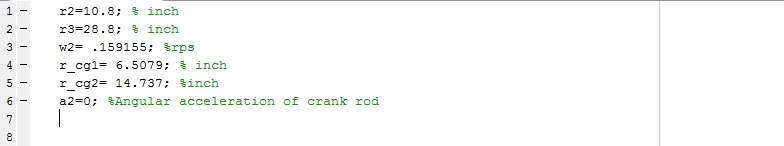 1 - r2=10.8; % inch
2 - r3=28.8; % inch
3 - w2= .159155; %rps
4 - r_cg1= 6.5079; % inch
5 - r_cg2= 14.737; %inch
6 - a2=0; %Angular acceleration of crank rod
7
8